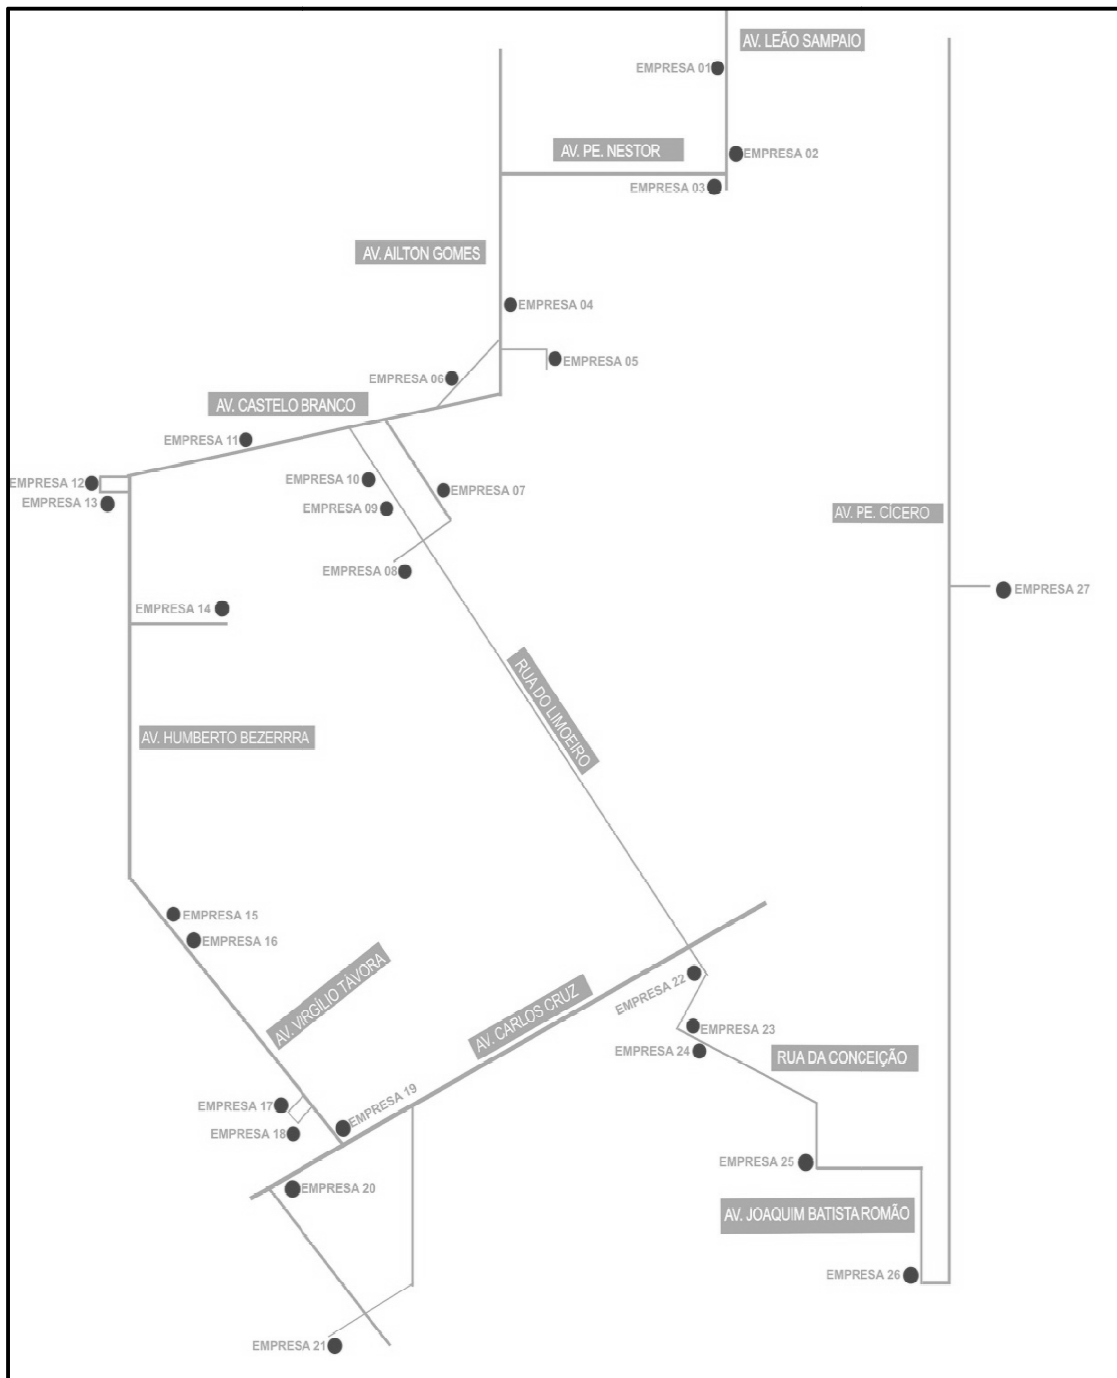 AV. LEÃO SAMPAIO
EMPRESA 01
AV. PE. NESTOR
EMPRESA 02
EMPRESA 03
AV. AILTON GOMES
EMPRESA 04
EMPRESA 05
EMPRESA 06
AV. CASTELO BRANCO
EMPRESA 11
EMPRESA 10
EMPRESA 12
EMPRESA 07
EMPRESA 13
EMPRESA 09
AV. PE. CÍCERO
EMPRESA 08
EMPRESA 27
EMPRESA 14
RUA DO LIMOEIRO
AV. HUMBERTO BEZERRRA
EMPRESA 15
EMPRESA 16
AV. VIRGÍLIO TÁVORA
AV. CARLOS CRUZ
EMPRESA 22
EMPRESA 23
EMPRESA 24
RUA DA CONCEIÇÃO
EMPRESA 17
EMPRESA 19
EMPRESA 18
EMPRESA 25
EMPRESA 20
AV. JOAQUIM BATISTA ROMÃO
EMPRESA 26
EMPRESA 21